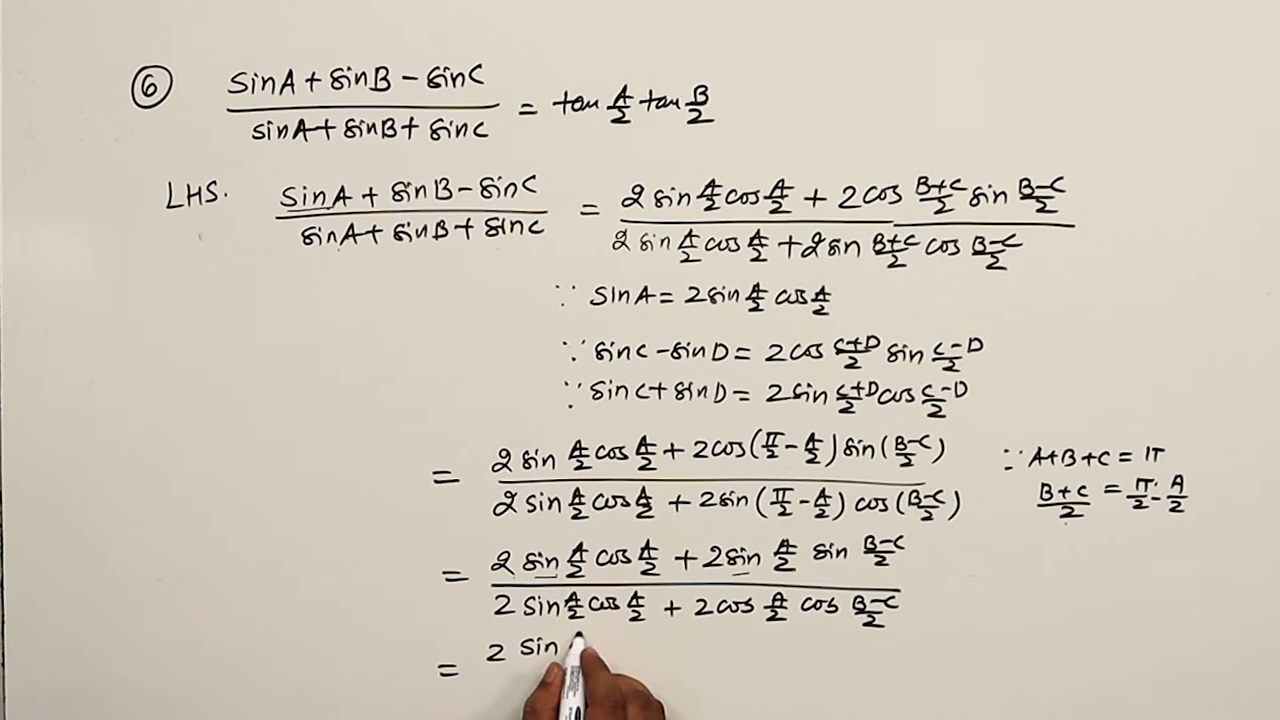 ⑥ (sinA + sinB − sinC)/(sinA + sinB + sinC) = tan A/2 tan B/2
LHS. (sinA + sinB − sinC)/(sinA + sinB + sinC) = (2 sin A/2 cos A/2 + 2 cos (B+C)/2 sin (B−C)/2)/(2 sin A/2 cos A/2 + 2 sin (B+C)/2 cos (B−C)/2)
∵ sinA = 2 sin A/2 cos A/2
∵ sinC − sinD = 2 cos (C+D)/2 sin (C−D)/2
∵ sinC + sinD = 2 sin (C+D)/2 cos (C−D)/2
= (2 sin A/2 cos A/2 + 2 cos(π/2 − A/2) sin((B−C)/2))/(2 sin A/2 cos A/2 + 2 sin(π/2 − A/2) cos((B−C)/2)) ∵ A+B+C = π
(B+C)/2 = π/2 − A/2
= (2 sin A/2 cos A/2 + 2 sin A/2 sin (B−C)/2)/(2 sin A/2 cos A/2 + 2 cos A/2 cos (B−C)/2)
= 2 sin